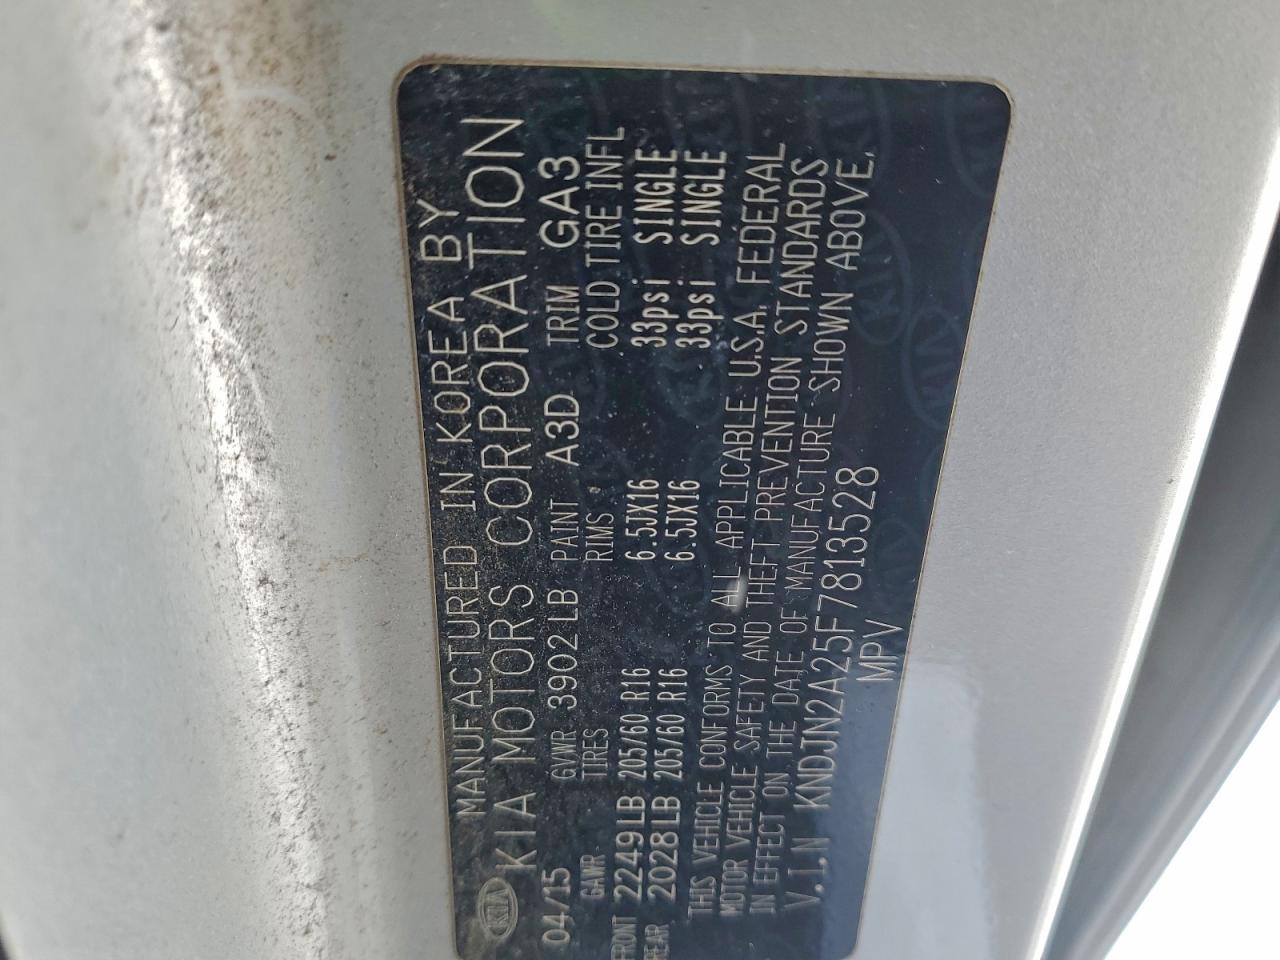 MANUFACTURED IN KOREA BY
KIA KIA MOTORS CORPORATION
04/15 GVWR 3902 LB PAINT A3D TRIM GA3
GAWR TIRES RIMS COLD TIRE INFL
FRONT 2249 LB 205/60 R16 6.5JX16 33psi SINGLE
REAR 2028 LB 205/60 R16 6.5JX16 33psi SINGLE
THIS VEHICLE CONFORMS TO ALL APPLICABLE U.S.A. FEDERAL
MOTOR VEHICLE SAFETY AND THEFT PREVENTION STANDARDS
IN EFFECT ON THE DATE OF MANUFACTURE SHOWN ABOVE.
V.I.N KNDJN2A25F7813528
MPV